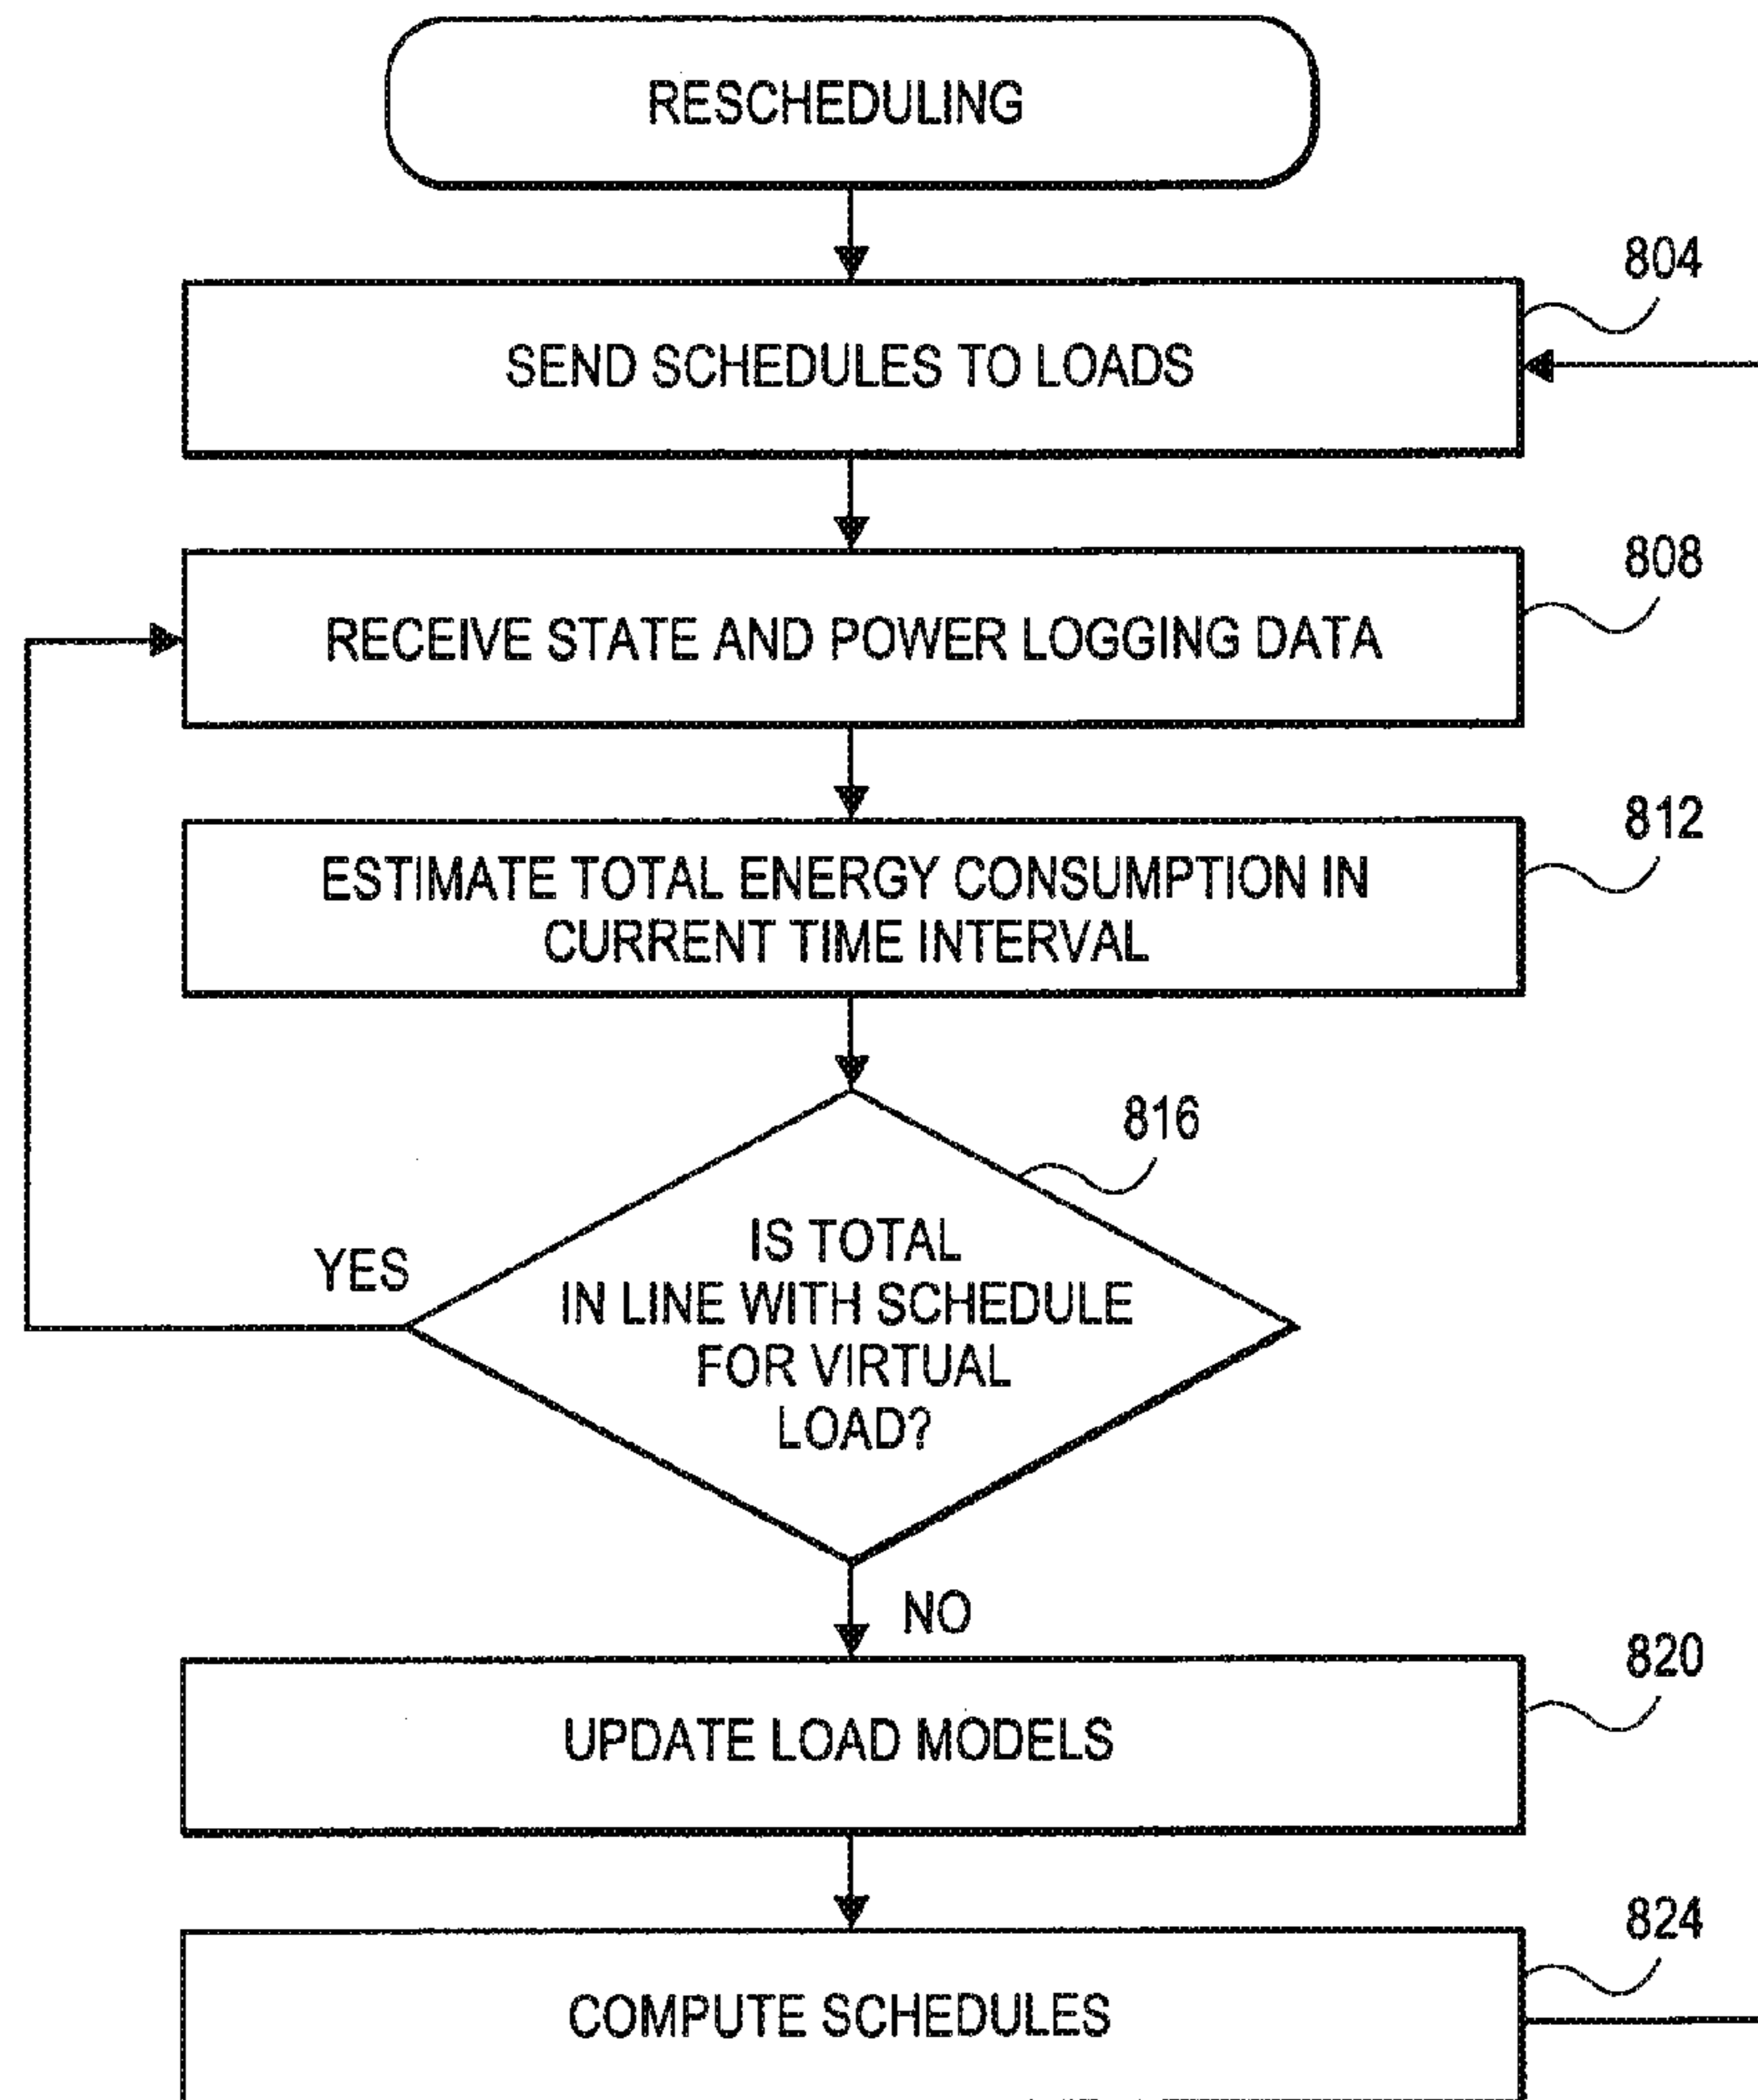 RESCHEDULING
804
SEND SCHEDULES TO LOADS
808
RECEIVE STATE AND POWER LOGGING DATA
812
ESTIMATE TOTAL ENERGY CONSUMPTION IN
CURRENT TIME INTERVAL
816
YES
IS TOTAL
IN LINE WITH SCHEDULE
FOR VIRTUAL
LOAD?
NO
820
UPDATE LOAD MODELS
824
COMPUTE SCHEDULES